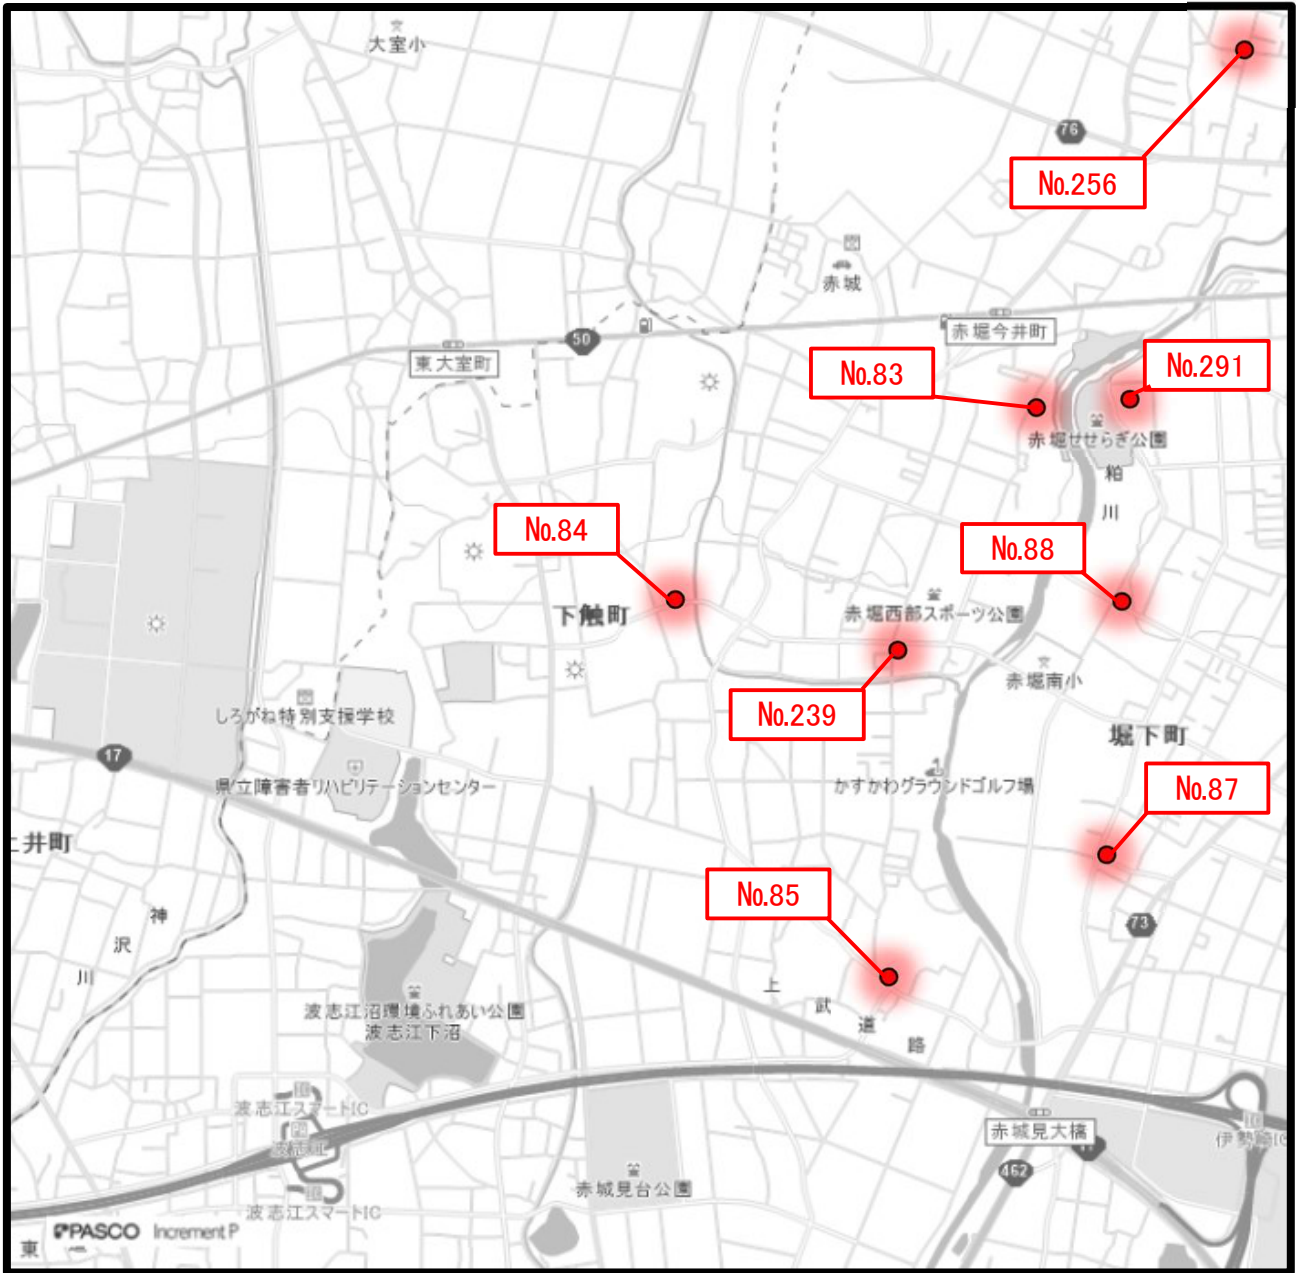 大室小
76
No.256
赤城
赤堀今井町
50
東大室町
No.83
No.291
赤堀せせらぎ公園
粕
川
No.84
No.88
下触町
赤堀西部スポーツ公園
赤堀南小
No.239
しろがね特別支援学校
堀下町
17
県立障害者リハビリテーションセンター
かすかわグラウンドゴルフ場
No.87
井町
No.85
神
沢
川
73
上
武
道
路
波志江沼環境ふれあい公園
波志江下沼
波志江スマートIC
波志江
赤城見大橋
伊勢崎IC
462
赤城見台公園
波志江スマートIC
PASCO Increment P
東